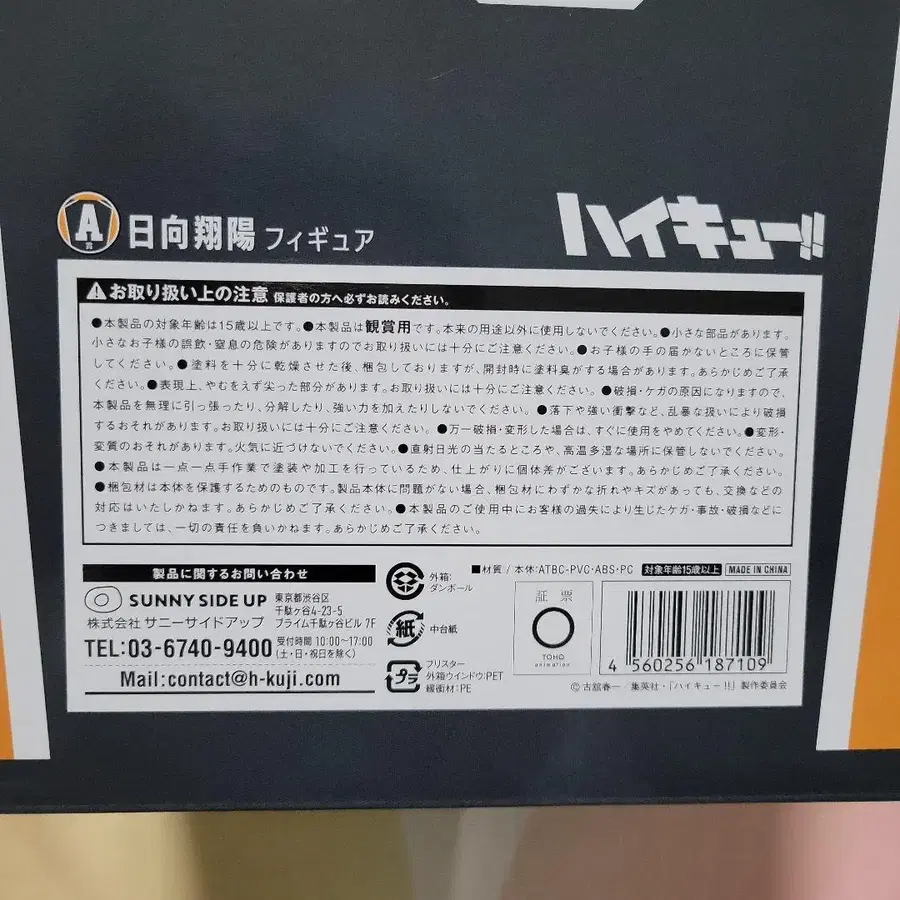 A賞 日向翔陽 フィギュア
ハイキュー!!
お取り扱い上の注意 保護者の方へ必ずお読みください。
●本製品の対象年齢は15歳以上です。●本製品は観賞用です。本来の用途以外に使用しないでください。●小さな部品があります。
小さなお子様の誤飲・窒息の危険がありますのでお取り扱いには十分にご注意ください。●お子様の手の届かないところに保管
してください。●塗料を十分に乾燥させた後、梱包しておりますが、開封時に塗料臭がする場合があります。あらかじめご了承
ください。●表現上、やむをえず尖った部分があります。お取り扱いには十分にご注意ください。●破損・ケガの原因になりますので、
本製品を無理に引っ張ったり、分解したり、強い力を加えたりしないでください。●落下や強い衝撃など、乱暴な扱いにより破損
するおそれがあります。お取り扱いには十分にご注意ください。●万一破損・変形した場合は、すぐに使用をやめてください。●変形・
変質のおそれがあります。火気に近づけないでください。●直射日光の当たるところや、高温多湿な場所に保管しないでください。
●本製品は一点一点手作業で塗装や加工を行っているため、仕上がりに個体差がございます。あらかじめご了承ください。
●梱包材は本体を保護するためのものです。製品本体に問題がない場合、梱包材にわずかな折れやキズがあっても、交換などの
対応はいたしかねます。あらかじめご了承ください。●本製品のご使用中にお客様の過失により生じたケガ・事故・破損などに
つきましては、一切の責任を負いかねます。あらかじめご了承ください。
製品に関するお問い合わせ
SUNNY SIDE UP
株式会社 サニーサイドアップ
東京都渋谷区
千駄ヶ谷4-23-5
プライム千駄ヶ谷ビル 7F
TEL:03-6740-9400 受付時間 10:00〜17:00
(土・日・祝日を除く)
Mail:contact@h-kuji.com
外箱:
ダンボール
紙 中台紙
プラ
ブリスター
外箱ウインドウ:PET
緩衝材:PE
■材質 / 本体:ATBC-PVC・ABS・PC 対象年齢15歳以上 MADE IN CHINA
証票
TOHO
animation
4 560256 187109
©古舘春一/集英社・「ハイキュー!!」製作委員会